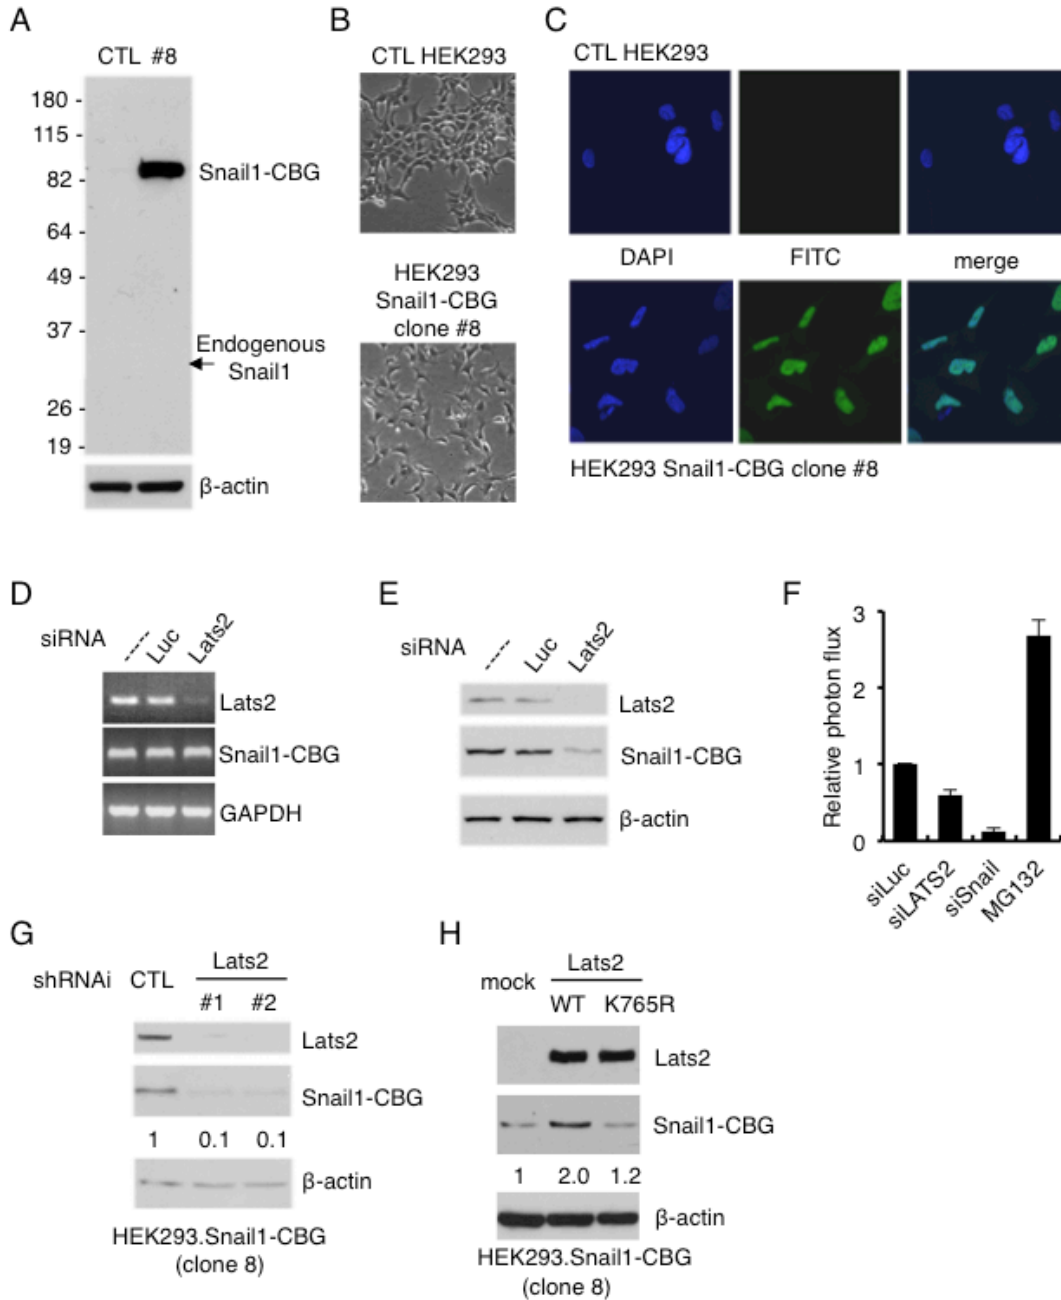 A
CTL #8
180 -
115 -
82 -
64 -
49 -
37 -
26 -
19 -
Snail1-CBG
Endogenous
Snail1
β-actin
B
CTL HEK293
HEK293
Snail1-CBG
clone #8
C
CTL HEK293
DAPI
FITC
merge
HEK293 Snail1-CBG clone #8
D
siRNA
----
Luc
Lats2
Lats2
Snail1-CBG
GAPDH
E
siRNA
----
Luc
Lats2
Lats2
Snail1-CBG
β-actin
F
Relative photon flux
3
2
1
0
siLuc
siLATS2
siSnail
MG132
G
shRNAi CTL Lats2
#1 #2
Lats2
Snail1-CBG
1 0.1 0.1
β-actin
HEK293.Snail1-CBG
(clone 8)
H
mock Lats2
WT K765R
Lats2
Snail1-CBG
1 2.0 1.2
β-actin
HEK293.Snail1-CBG
(clone 8)